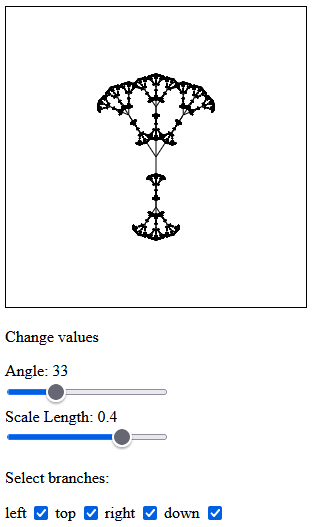 Change values
Angle: 33
Scale Length: 0.4
Select branches:
left top right down